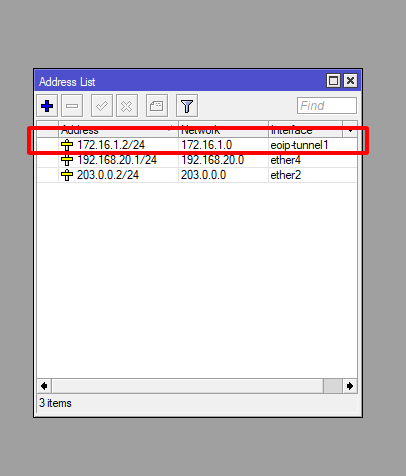 Address List
Find
Address Network Interface
172.16.1.2/24 172.16.1.0 eoip-tunnel1
192.168.20.1/24 192.168.20.0 ether4
203.0.0.2/24 203.0.0.0 ether2
3 items